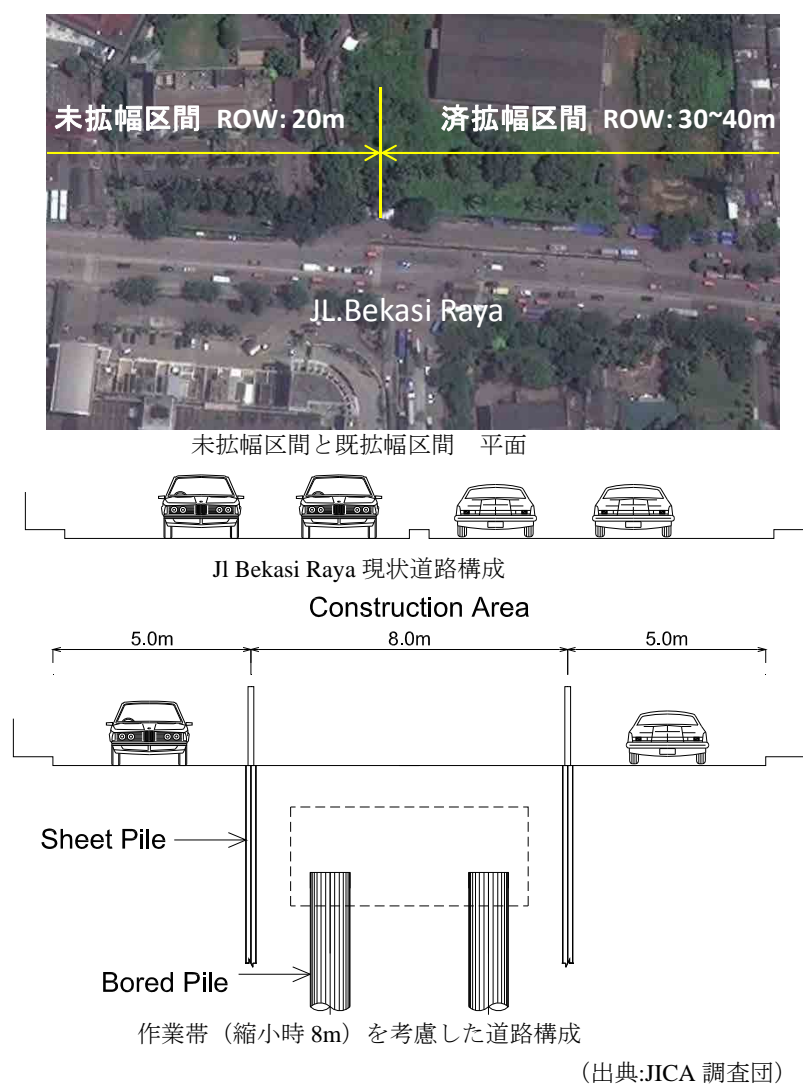 未拡幅区間 ROW: 20m
済拡幅区間 ROW: 30~40m
JL.Bekasi Raya
未拡幅区間と既拡幅区間　平面
Jl Bekasi Raya 現状道路構成
Construction Area
5.0m 8.0m 5.0m
Sheet Pile
Bored Pile
作業帯（縮小時 8m）を考慮した道路構成
（出典:JICA 調査団）